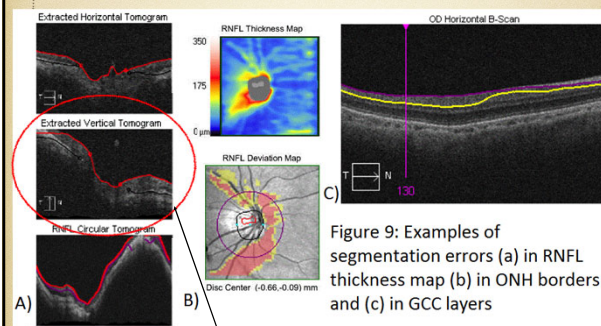 Extracted Horizontal Tomogram
T
N
Extracted Vertical Tomogram
T
N
RNFL Circular Tomogram
A)
RNFL Thickness Map
350
175
0 µm
RNFL Deviation Map
B)
Disc Center (-0.66,-0.09) mm
OD Horizontal B-Scan
C)
T
N
130
Figure 9: Examples of
segmentation errors (a) in RNFL
thickness map (b) in ONH borders
and (c) in GCC layers